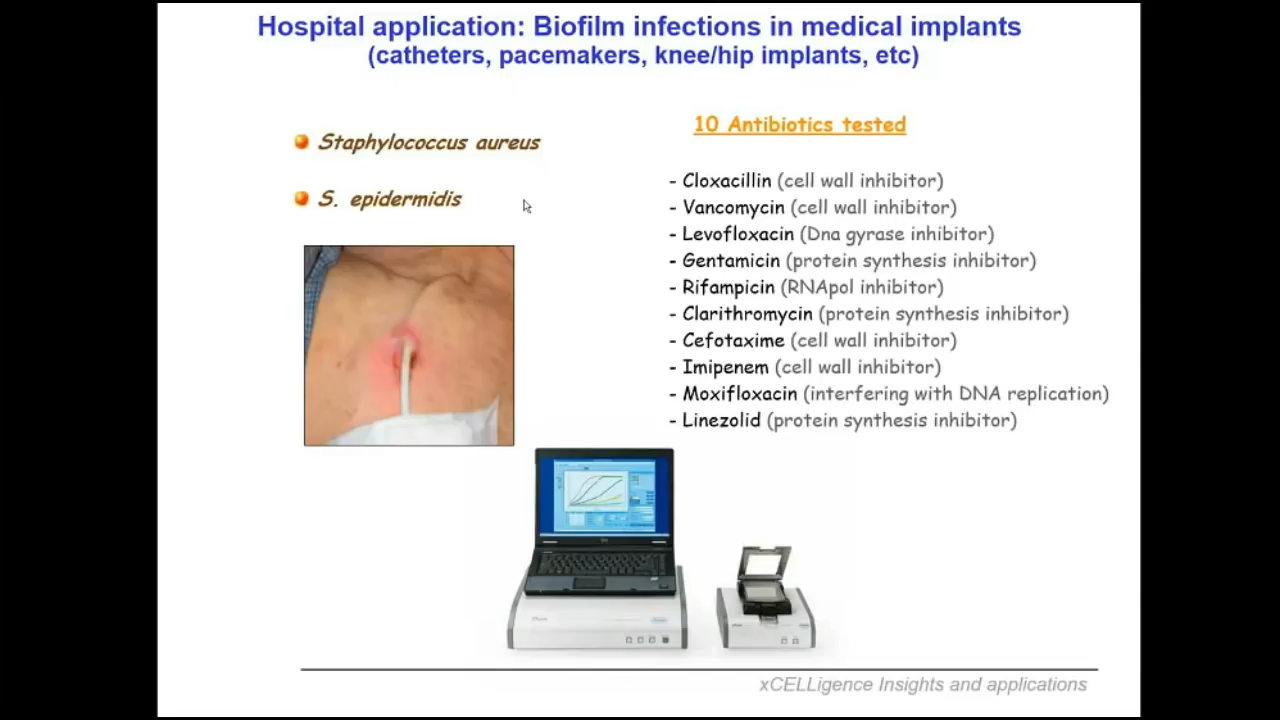 Hospital application: Biofilm infections in medical implants
(catheters, pacemakers, knee/hip implants, etc)
Staphylococcus aureus
S. epidermidis
10 Antibiotics tested
- Cloxacillin (cell wall inhibitor)
- Vancomycin (cell wall inhibitor)
- Levofloxacin (Dna gyrase inhibitor)
- Gentamicin (protein synthesis inhibitor)
- Rifampicin (RNApol inhibitor)
- Clarithromycin (protein synthesis inhibitor)
- Cefotaxime (cell wall inhibitor)
- Imipenem (cell wall inhibitor)
- Moxifloxacin (interfering with DNA replication)
- Linezolid (protein synthesis inhibitor)
xCELLigence Insights and applications